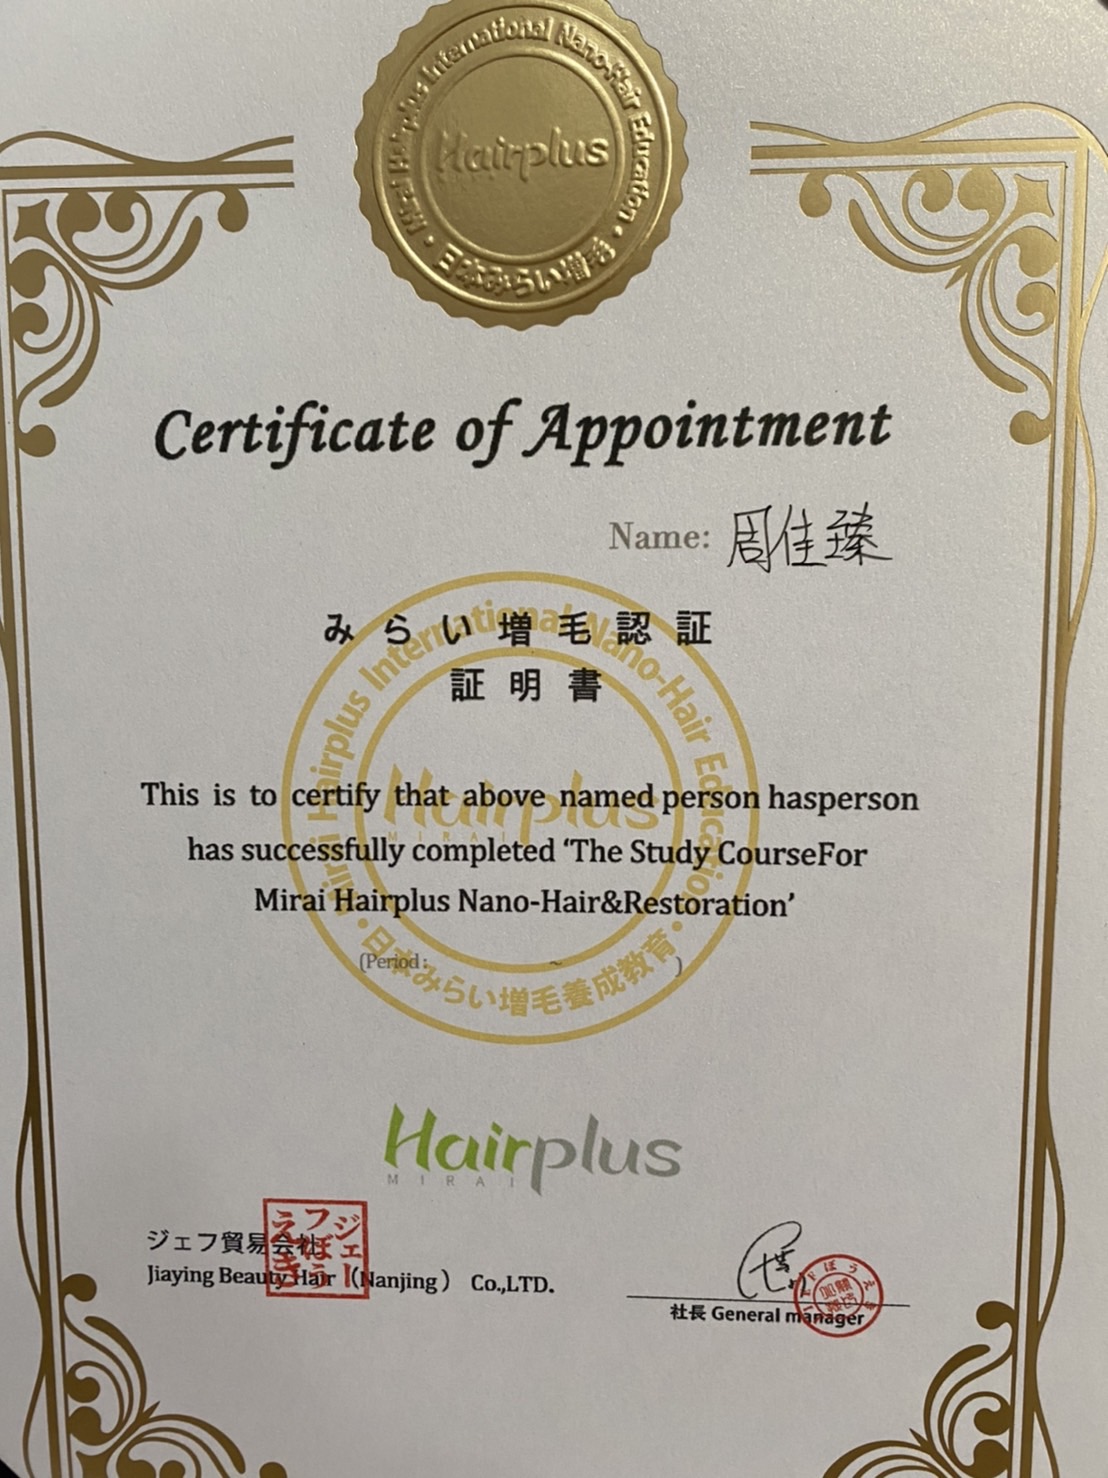 Mirai Hairplus International Nano-Hair Education
Hairplus
日本みらい増毛
Certificate of Appointment
Name: 周佳臻
みらい増毛認証
証明書
Mirai Hairplus International Nano-Hair Education
Hairplus
MIRAI
This is to certify that above named person hasperson
has successfully completed ‘The Study CourseFor
Mirai Hairplus Nano-Hair&Restoration’
(Period: ~ )
日本みらい増毛養成教育
Hairplus
MIRAI
ジェフ貿易会社
ジェーフぼうえき
Jiaying Beauty Hair (Nanjing) Co.,LTD.
社長 General manager